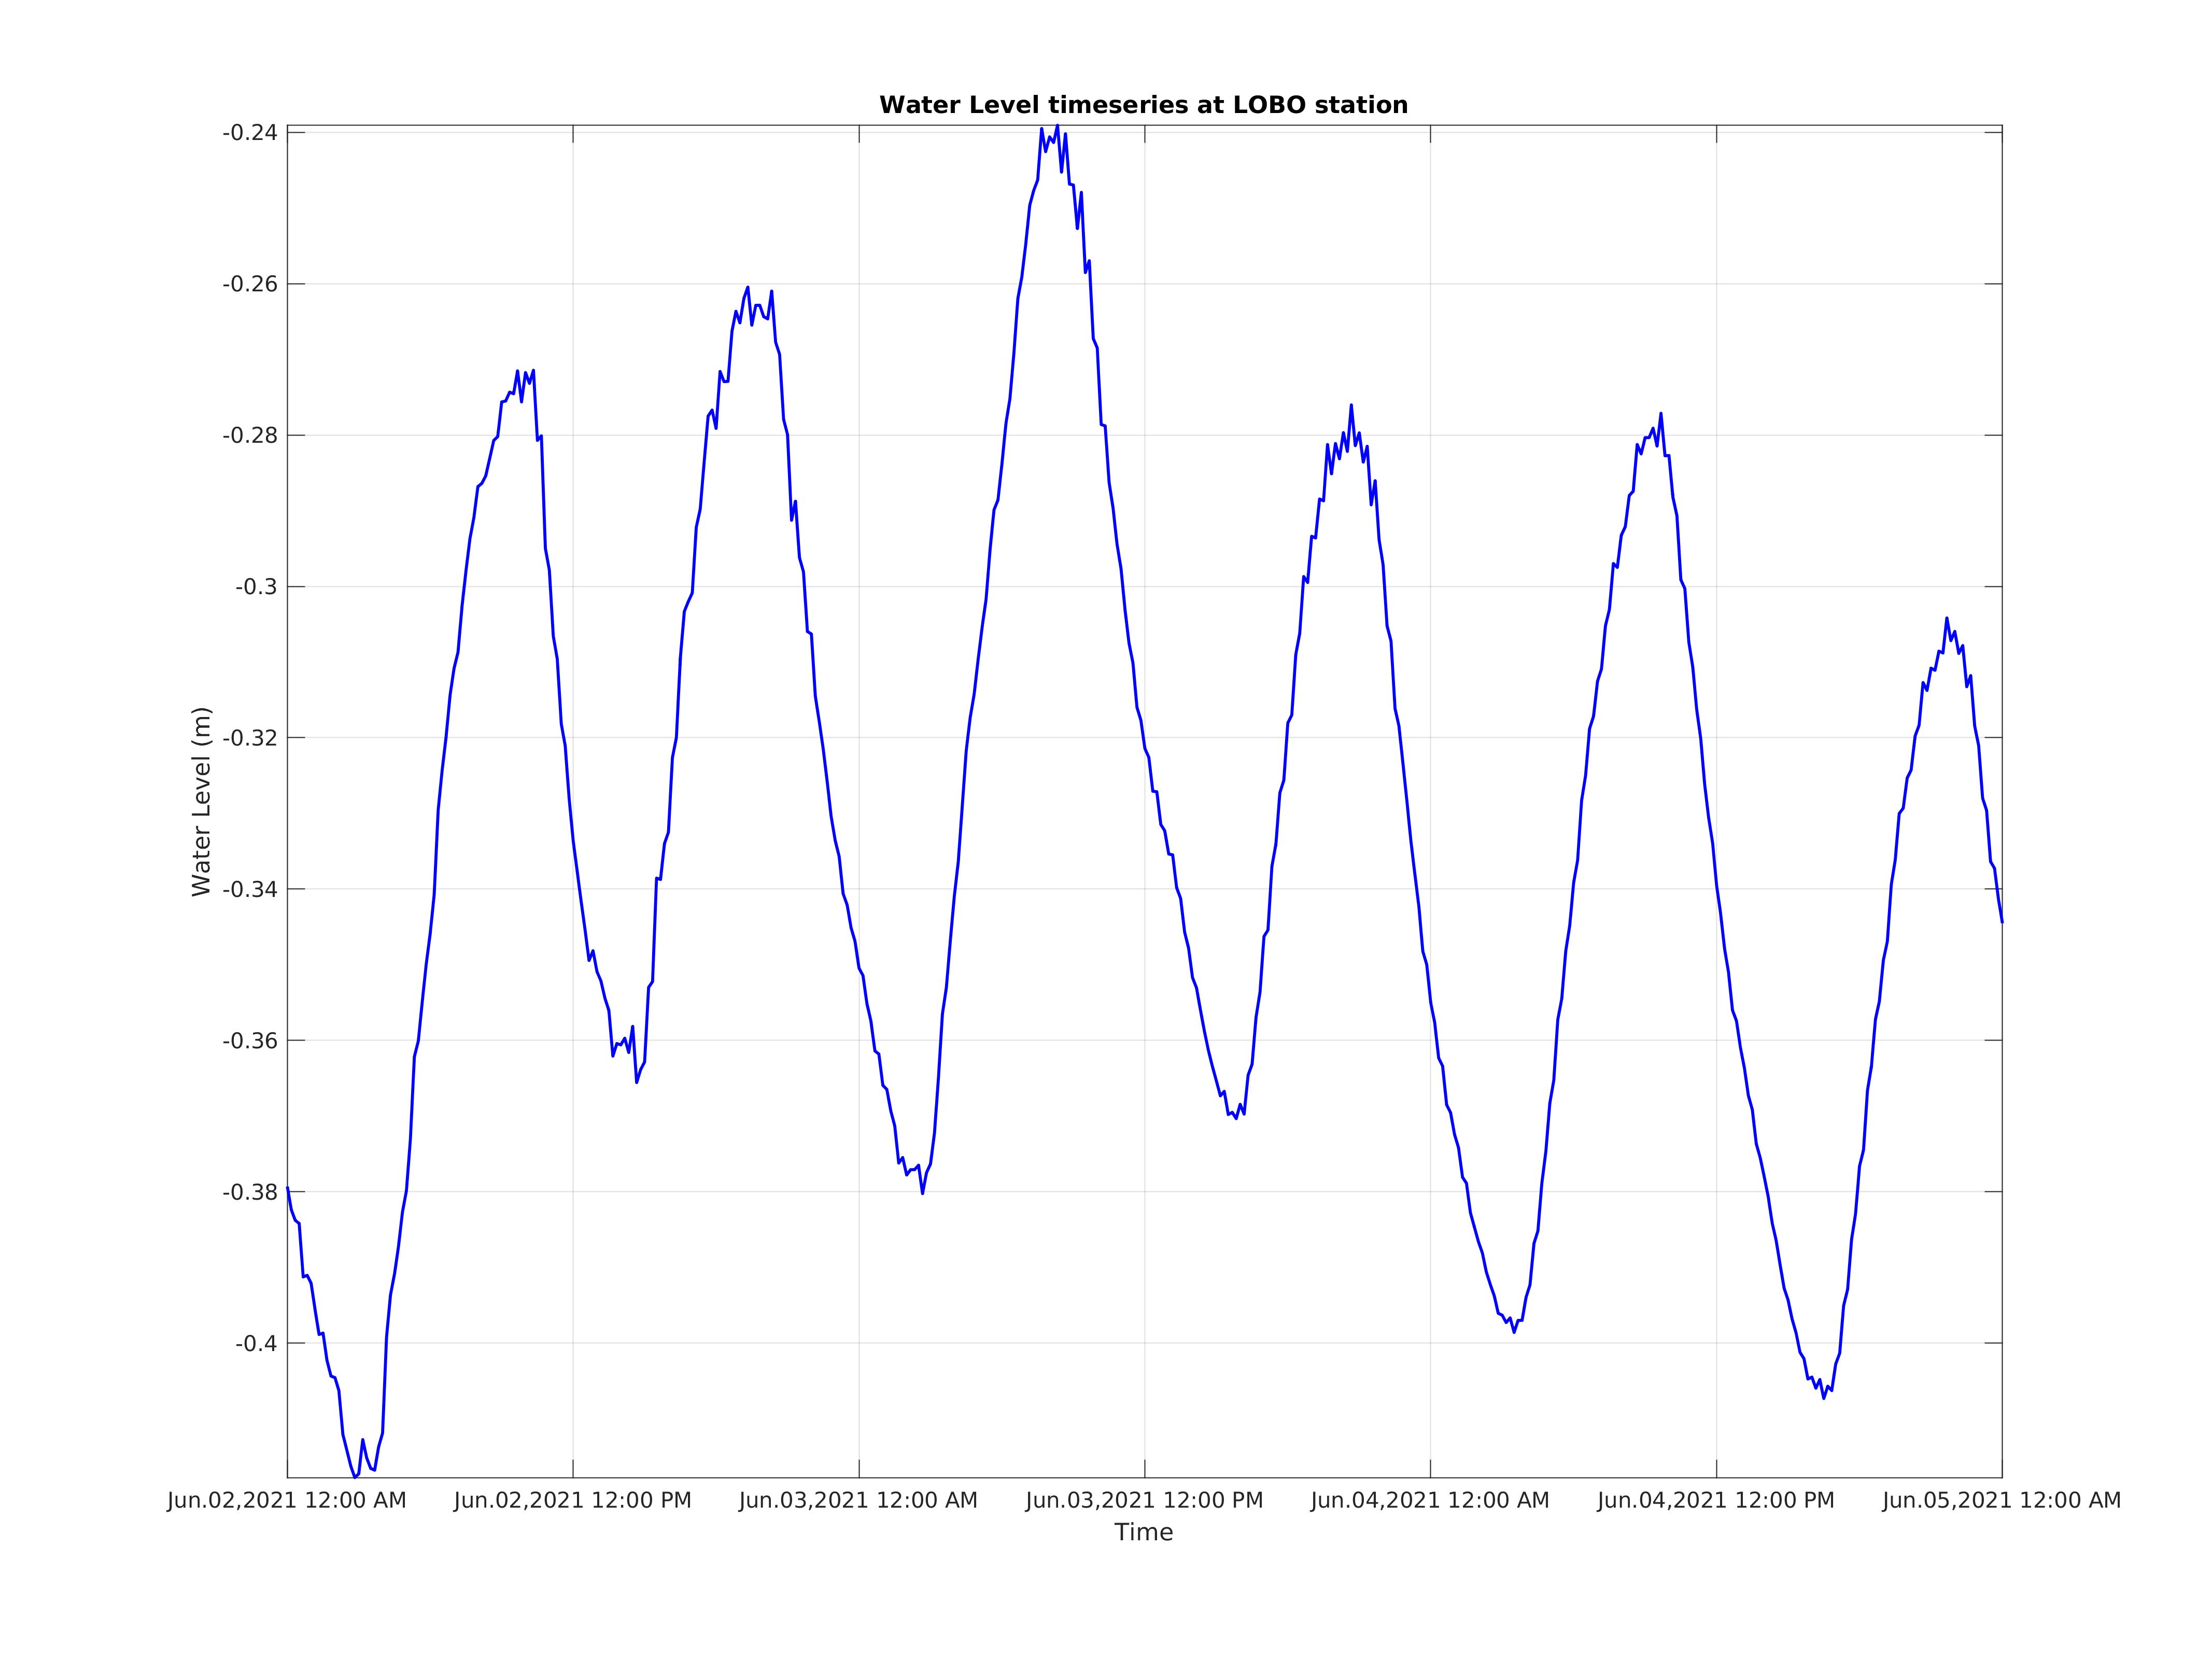 Water Level timeseries at LOBO station
-0.24
-0.26
-0.28
-0.3
-0.32
-0.34
-0.36
-0.38
-0.4
Water Level (m)
Jun.02,2021 12:00 AM
Jun.02,2021 12:00 PM
Jun.03,2021 12:00 AM
Jun.03,2021 12:00 PM
Jun.04,2021 12:00 AM
Jun.04,2021 12:00 PM
Jun.05,2021 12:00 AM
Time